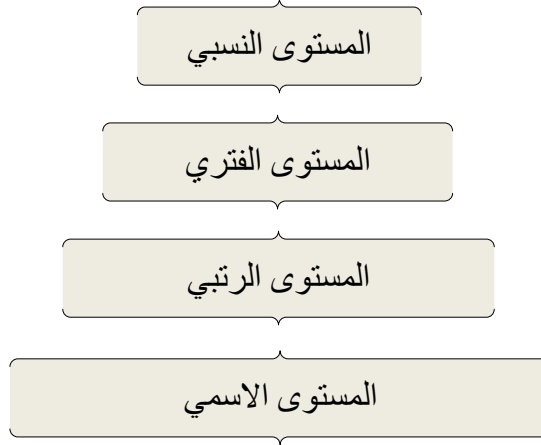 المستوى النسبي
المستوى الفتري
المستوى الرتبي
المستوى الاسمي